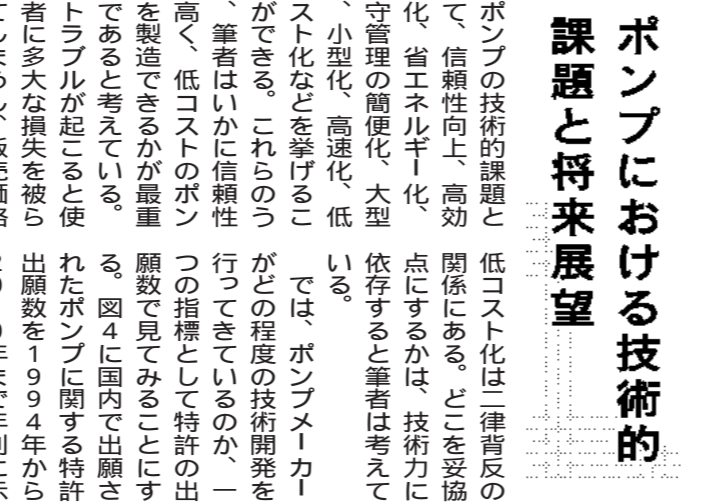 ポンプにおける技術的
課題と将来展望
ポンプの技術的課題と
て、信頼性向上、高効
化、省エネルギー化、
守管理の簡便化、大型
、小型化、高速化、低
スト化などを挙げるこ
ができる。これらのう
、筆者はいかに信頼性
高く、低コストのポン
を製造できるかが最重
であると考えている。
トラブルが起こると使
者に多大な損失を被ら
低コスト化は二律背反の
関係にある。どこを妥協
点にするかは、技術力に
依存すると筆者は考えて
いる。
では、ポンプメーカー
がどの程度の技術開発を
行ってきているのか、一
つの指標として特許の出
願数で見てみることにす
る。図４に国内で出願さ
れたポンプに関する特許
出願数を１９９４年から